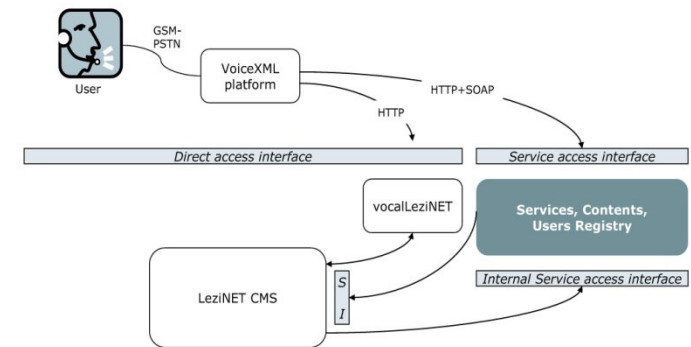 GSM-
PSTN
User
VoiceXML
platform
HTTP+SOAP
HTTP
Direct access interface
Service access interface
vocalLeziNET
Services, Contents,
Users Registry
Internal Service access interface
LeziNET CMS
S
I